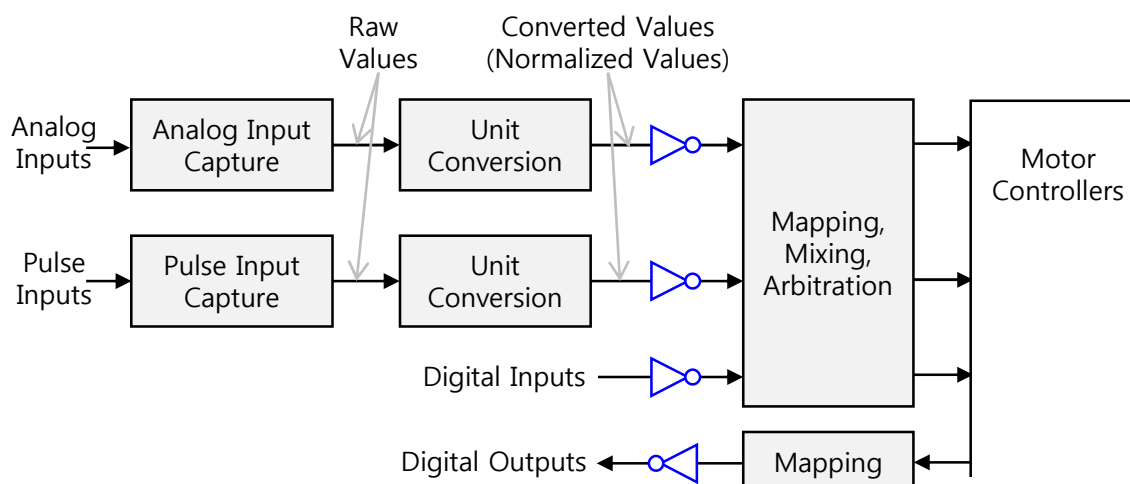 Raw
Values
Converted Values
(Normalized Values)
Analog
Inputs
Analog Input
Capture
Unit
Conversion
Motor
Controllers
Mapping,
Mixing,
Arbitration
Pulse
Inputs
Pulse Input
Capture
Unit
Conversion
Digital Inputs
Digital Outputs
Mapping